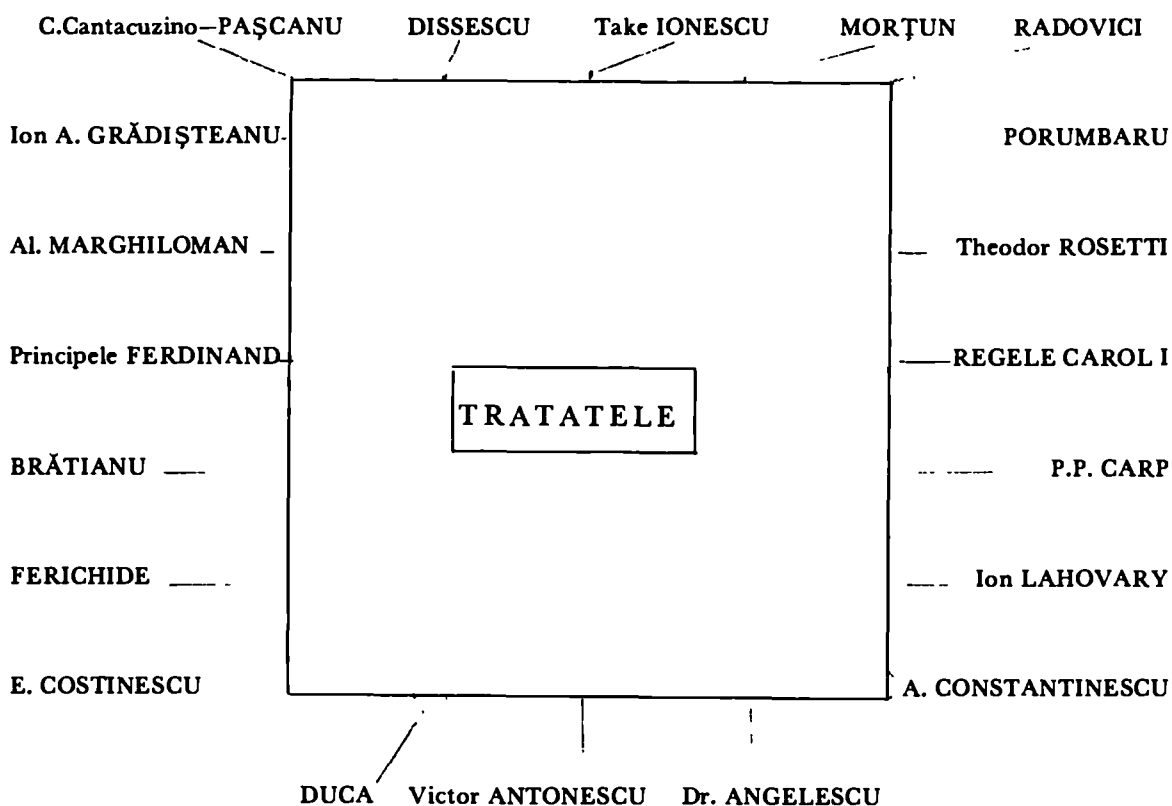 C.Cantacuzino—PAŞCANU DISSESCU Take IONESCU MORŢUN RADOVICI
Ion A. GRĂDIŞTEANU PORUMBARU
Al. MARGHILOMAN Theodor ROSETTI
Principele FERDINAND REGELE CAROL I
TRATATELE
BRĂTIANU P.P. CARP
FERICHIDE Ion LAHOVARY
E. COSTINESCU A. CONSTANTINESCU
DUCA Victor ANTONESCU Dr. ANGELESCU